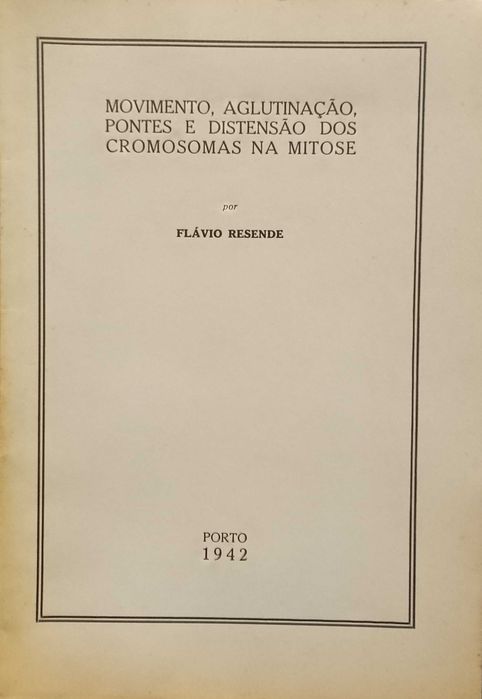 MOVIMENTO, AGLUTINAÇÃO,
PONTES E DISTENSÃO DOS
CROMOSOMAS NA MITOSE
por
FLÁVIO RESENDE
PORTO
1942